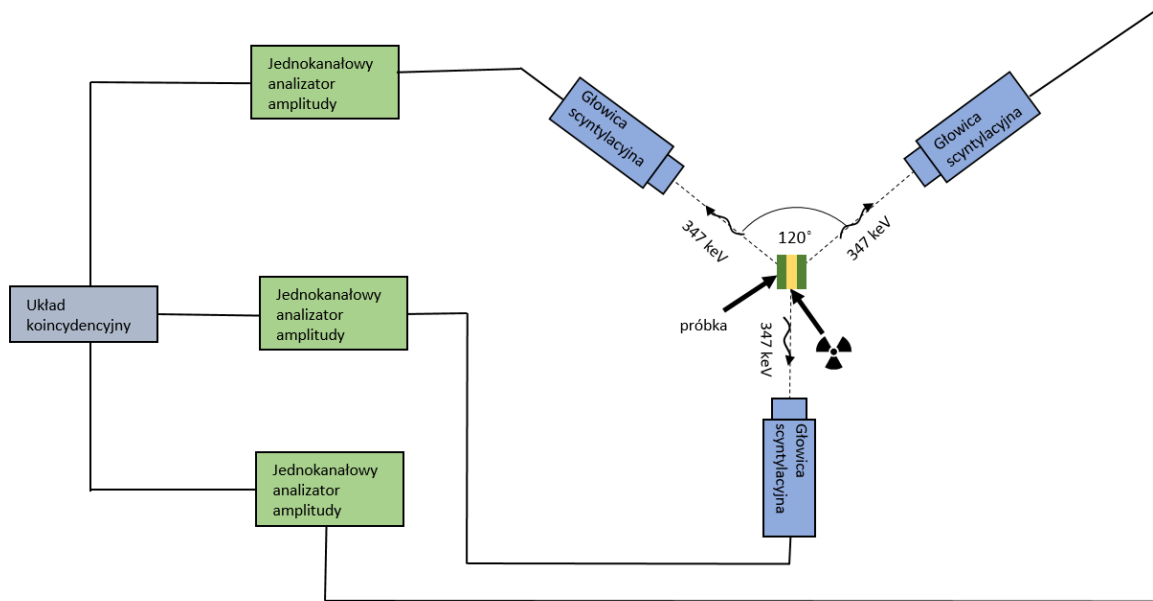 Jednokanałowy
analizator
amplitudy
Głowica
scyntylacyjna
Głowica
scyntylacyjna
347 keV
120˚
347 keV
Układ
koincydencyjny
Jednokanałowy
analizator
amplitudy
próbka
347 keV
Głowica
scyntylacyjna
Jednokanałowy
analizator
amplitudy